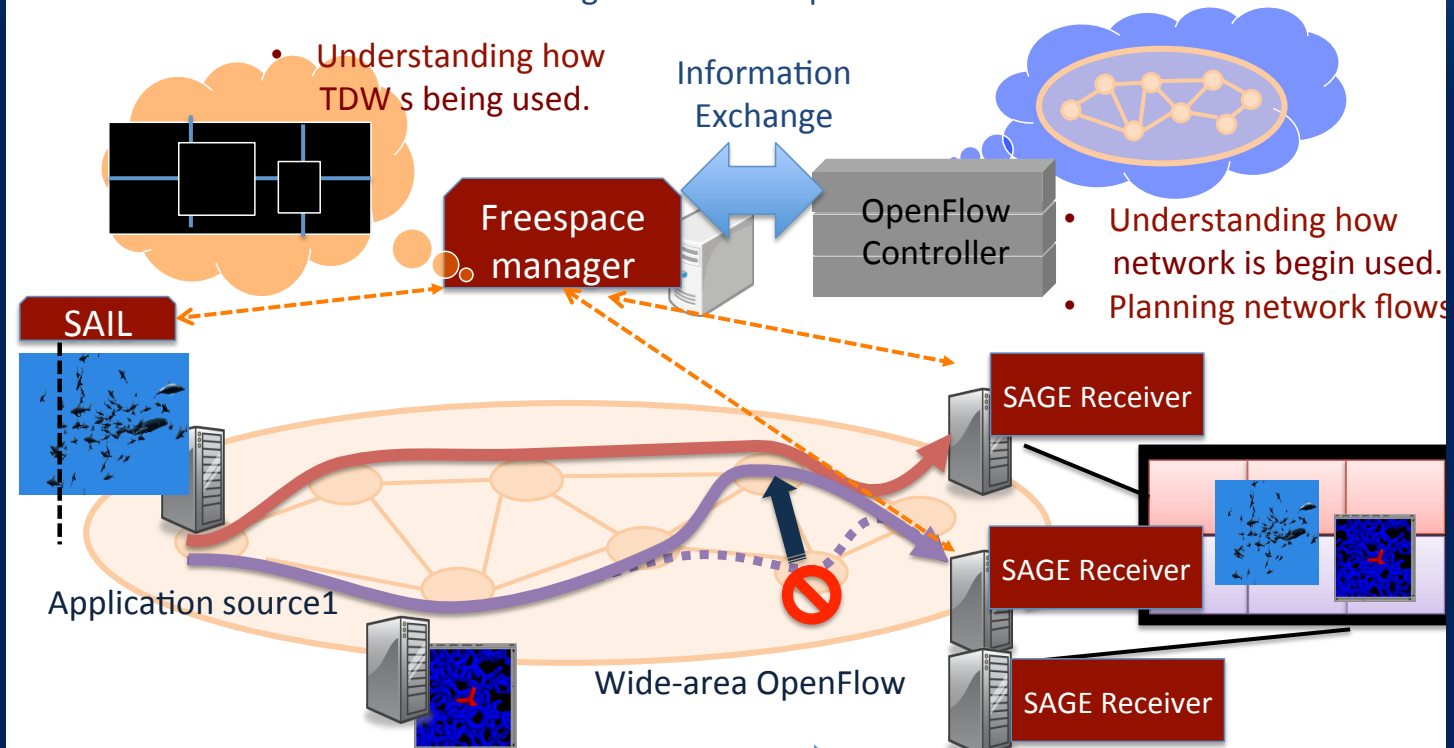 • Understanding how
TDW s being used.
Information
Exchange
Freespace
manager
OpenFlow
Controller
• Understanding how
network is begin used.
• Planning network flows
SAIL
SAGE Receiver
SAGE Receiver
Application source1
Wide-area OpenFlow
SAGE Receiver